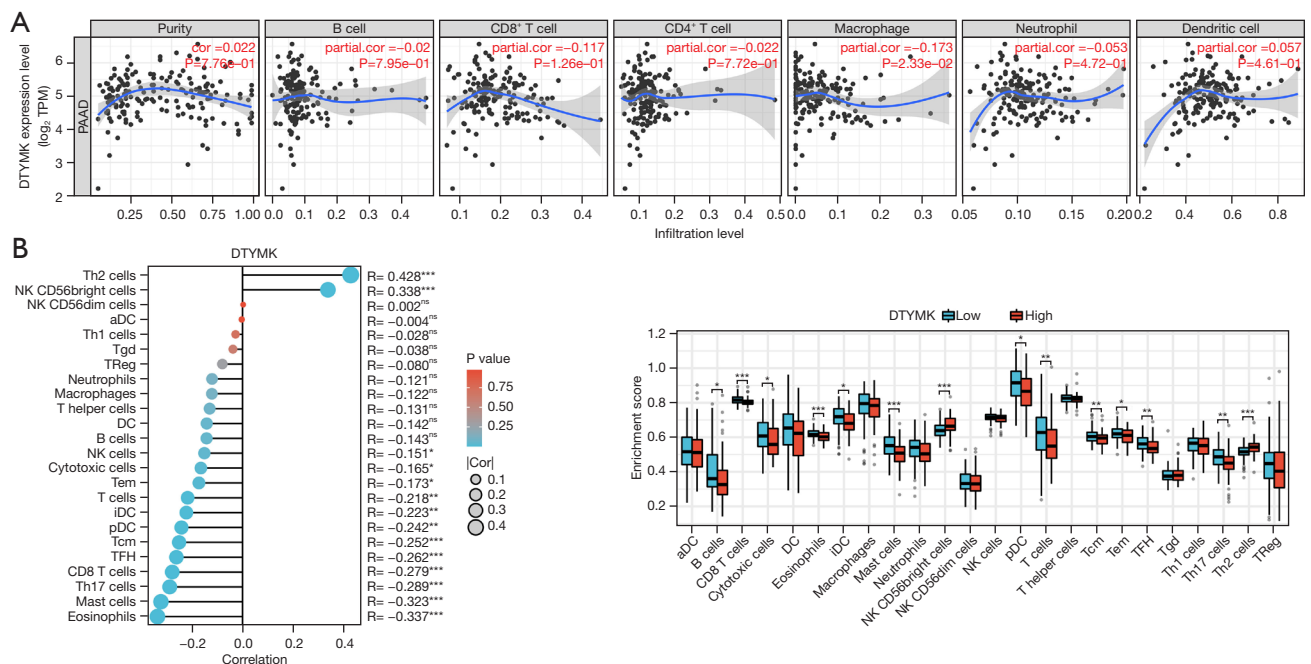 A
Purity
B cell
CD8+ T cell
CD4+ T cell
Macrophage
Neutrophil
Dendritic cell
cor =0.022
P=7.76e−01
partial.cor =−0.02
P=7.95e−01
partial.cor =−0.117
P=1.26e−01
partial.cor =−0.022
P=7.72e−01
partial.cor =−0.173
P=2.33e−02
partial.cor =−0.053
P=4.72−01
partial.cor =0.057
P=4.61−01
DTYMK expression level
(log2 TPM)
PAAD
6
5
4
3
2
0.25 0.50 0.75 1.00
0.0 0.1 0.2 0.3 0.4
0.1 0.2 0.3 0.4
0.1 0.2 0.3 0.4 0.5
0.0 0.1 0.2 0.3
0.05 0.10 0.15 0.20
0.2 0.4 0.6 0.8
Infiltration level
B
DTYMK
Th2 cells R= 0.428***
NK CD56bright cells R= 0.338***
NK CD56dim cells R= 0.002ns
aDC R= −0.004ns
Th1 cells R= −0.028ns
Tgd R= −0.038ns
TReg R= −0.080ns
Neutrophils R= −0.121ns
Macrophages R= −0.122ns
T helper cells R= −0.131ns
DC R= −0.142ns
B cells R= −0.143ns
NK cells R= −0.151*
Cytotoxic cells R= −0.165*
Tem R= −0.173*
T cells R= −0.218**
iDC R= −0.223**
pDC R= −0.242**
Tcm R= −0.252***
TFH R= −0.262***
CD8 T cells R= −0.279***
Th17 cells R= −0.289***
Mast cells R= −0.323***
Eosinophils R= −0.337***
−0.2 0.0 0.2 0.4
Correlation
P value
0.75
0.50
0.25
|Cor|
0.1
0.2
0.3
0.4
DTYMK Low High
Enrichment score
1.2
1.0
0.8
0.6
0.4
0.2
* *** * *** * *** *** * ** ** * ** ** ***
aDC
B cells
CD8 T cells
Cytotoxic cells
DC
Eosinophils
iDC
Macrophages
Mast cells
Neutrophils
NK CD56bright cells
NK CD56dim cells
NK cells
pDC
T cells
T helper cells
Tcm
Tem
TFH
Tgd
Th1 cells
Th17 cells
Th2 cells
TReg